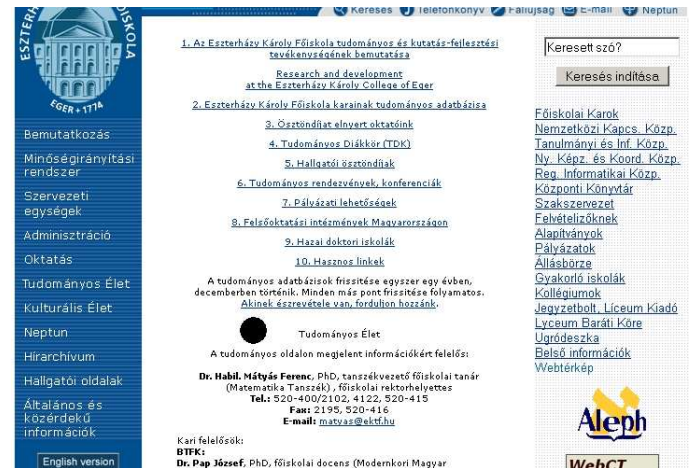 Keresés Telefonkönyv Faliújság E-mail Neptun
ESZTERH
FŐISKOLA
EGER • 1774
Bemutatkozás
Minőségirányítási
rendszer
Szervezeti
egységek
Adminisztráció
Oktatás
Tudományos Élet
Kulturális Élet
Neptun
Hirarchívum
Hallgatói oldalak
Általános és
közérdekű
információk
English version
1. Az Eszterházy Károly Főiskola tudományos és kutatás-fejlesztési
tevékenységének bemutatása
Research and development
at the Eszterházy Károly College of Eger
2. Eszterházy Károly Főiskola karainak tudományos adatbázisa
3. Ösztöndíjat elnyert oktatóink
4. Tudományos Diákkör (TDK)
5. Hallgatói ösztöndíjak
6. Tudományos rendezvények, konferenciák
7. Pályázati lehetőségek
8. Felsőoktatási intézmények Magyarországon
9. Hazai doktori iskolák
10. Hasznos linkek
A tudományos adatbázisok frissitése egyszer egy évben,
decemberben történik. Minden más pont frissitése folyamatos.
Akinek észrevétele van, forduljon hozzánk.
Tudományos Élet
A tudományos oldalon megjelent információkért felelős:
Dr. Habil. Mátyás Ferenc, PhD, tanszékvezető főiskolai tanár
(Matematika Tanszék) , főiskolai rektorhelyettes
Tel.: 520-400/2102, 4122, 520-415
Fax: 2195, 520-416
E-mail: matyas@ektf.hu
Kari felelősök:
BTFK:
Dr. Pap József, PhD, főiskolai docens (Modernkori Magyar
Keresett szó?
Keresés indítása
Főiskolai Karok
Nemzetközi Kapcs. Közp.
Tanulmányi és Inf. Közp.
Ny. Képz. és Koord. Közp.
Reg. Informatikai Közp.
Központi Könyvtár
Szakszervezet
Felvételizőknek
Alapítványok
Pályázatok
Állásbörze
Gyakorló iskolák
Kollégiumok
Jegyzetbolt, Líceum Kiadó
Lyceum Baráti Köre
Ugródeszka
Belső információk
Webtérkép
Aleph
WebCT